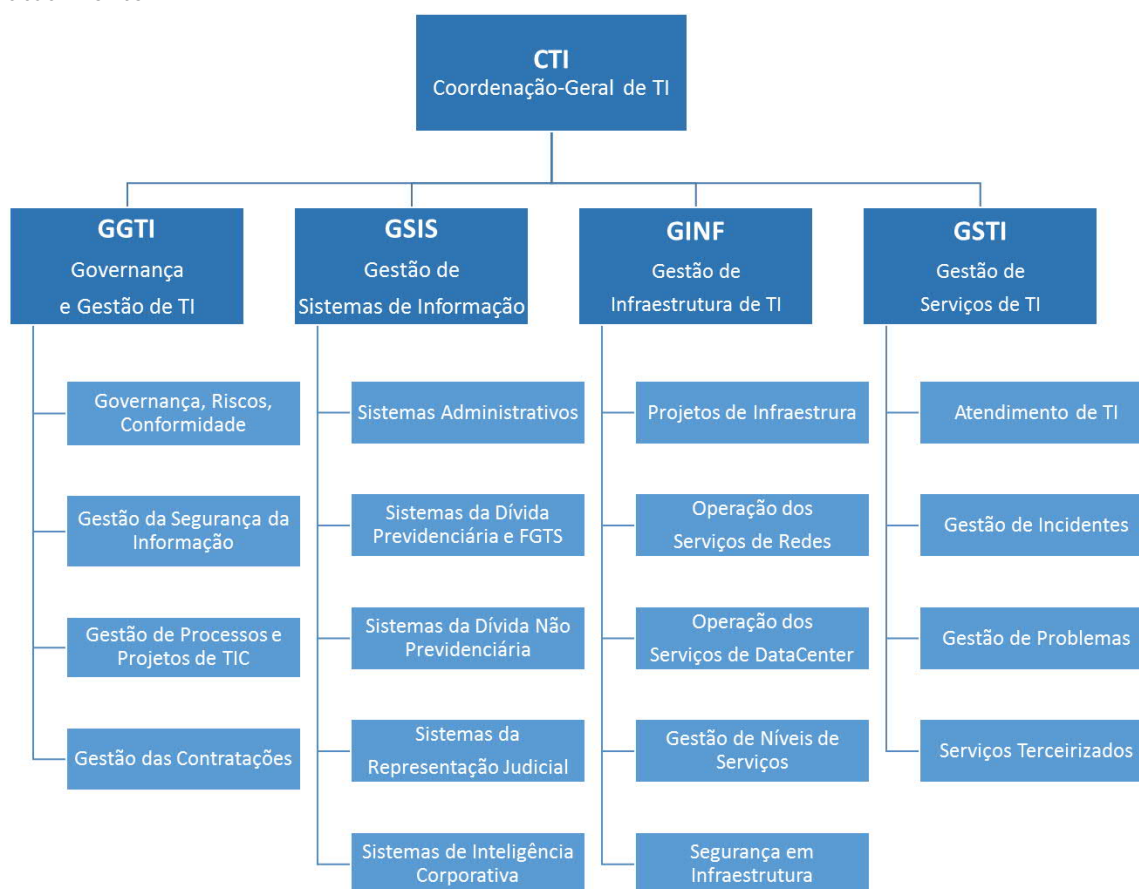 CTI
Coordenação-Geral de TI
GGTI
Governança
e Gestão de TI
GSIS
Gestão de
Sistemas de Informação
GINF
Gestão de
Infraestrutura de TI
GSTI
Gestão de
Serviços de TI
Governança, Riscos,
Conformidade
Gestão da Segurança da
Informação
Gestão de Processos e
Projetos de TIC
Gestão das Contratações
Sistemas Administrativos
Sistemas da Dívida
Previdenciária e FGTS
Sistemas da Dívida Não
Previdenciária
Sistemas da
Representação Judicial
Sistemas de Inteligência
Corporativa
Projetos de Infraestrura
Operação dos
Serviços de Redes
Operação dos
Serviços de DataCenter
Gestão de Níveis de
Serviços
Segurança em
Infraestrutura
Atendimento de TI
Gestão de Incidentes
Gestão de Problemas
Serviços Terceirizados